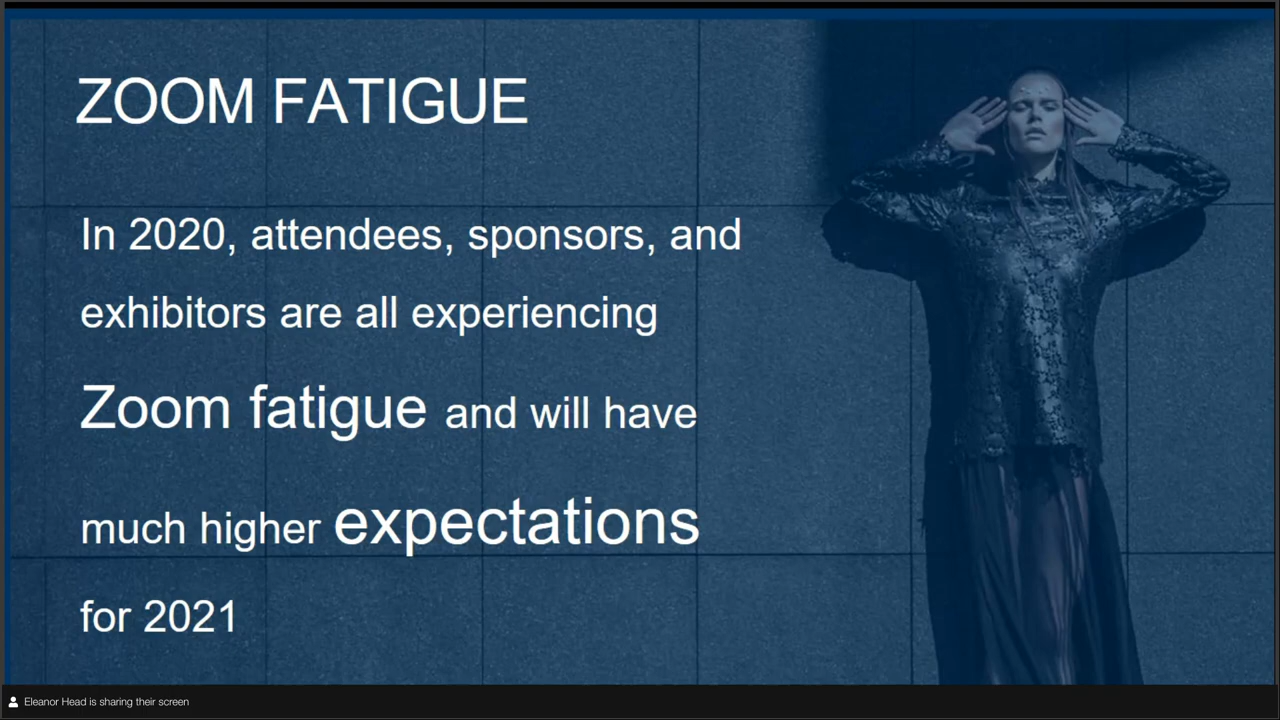 ZOOM FATIGUE
In 2020, attendees, sponsors, and
exhibitors are all experiencing
Zoom fatigue and will have
much higher expectations
for 2021
Eleanor Head is sharing their screen